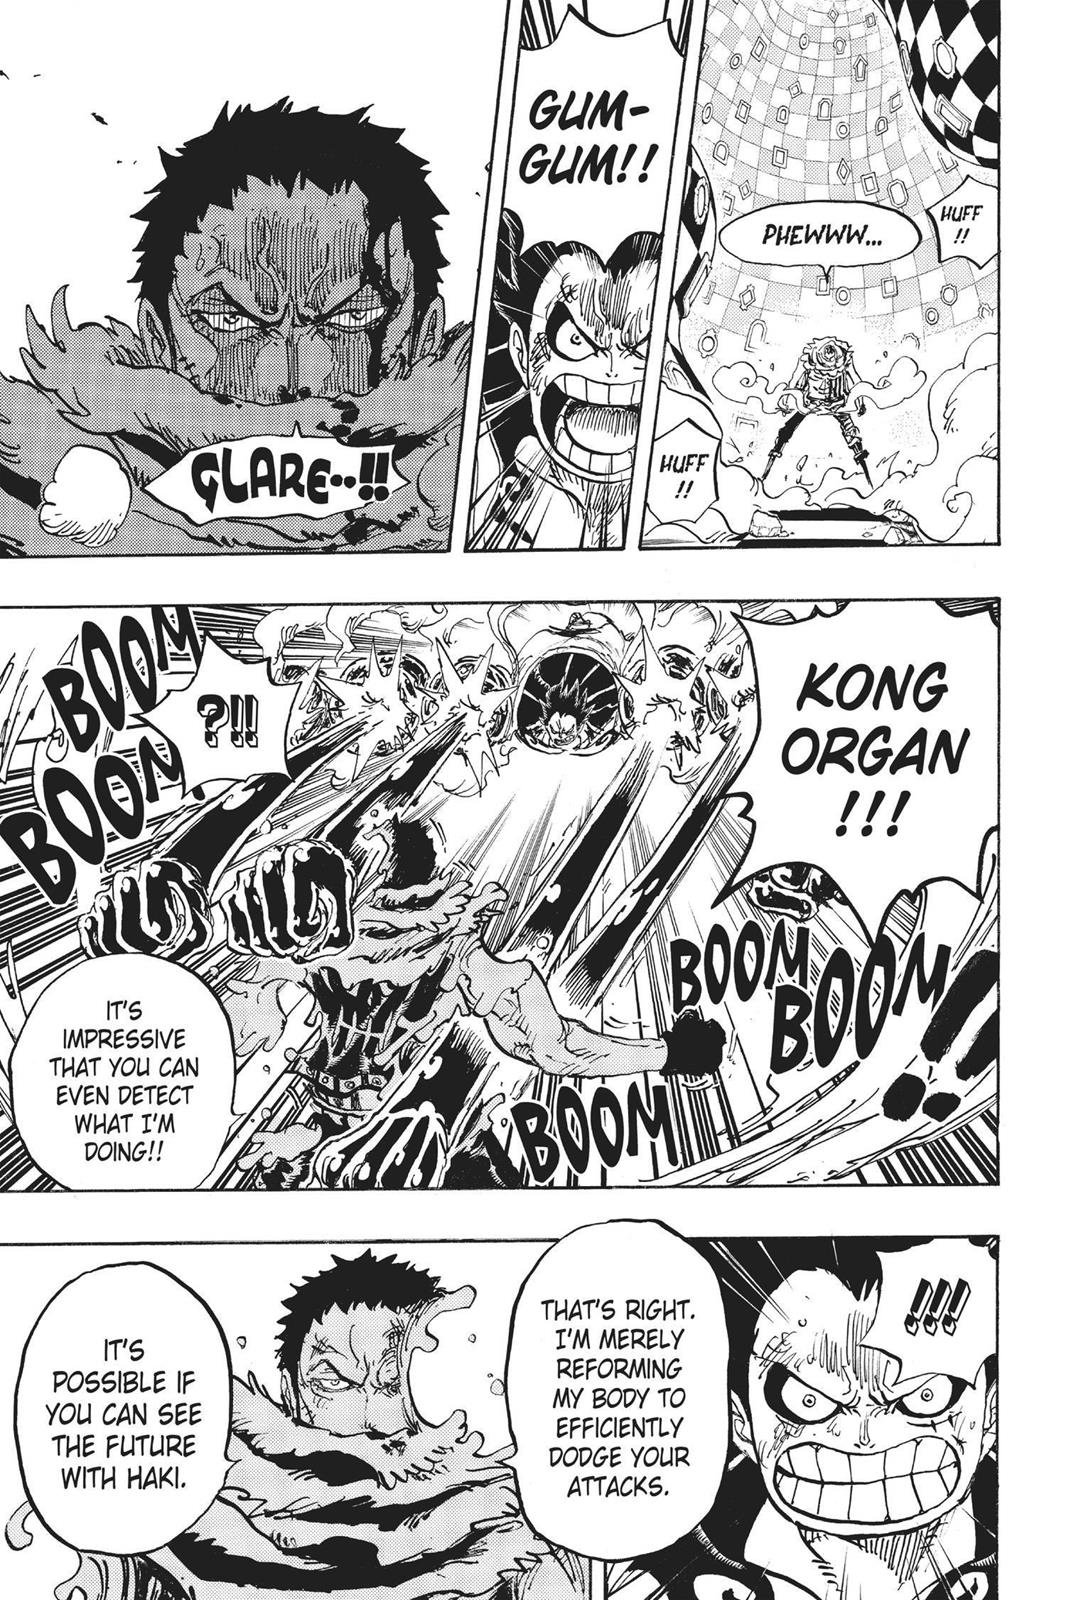 HUFF
!!
PHEWWW...
HUFF
!!
GUM-
GUM!!
GLARE--!!
KONG
ORGAN
!!!
?!!
BOOM
BOOM
BOOM
BOOM!!
BOOM
IT'S
IMPRESSIVE
THAT YOU CAN
EVEN DETECT
WHAT I'M
DOING!!
!!!
THAT'S RIGHT.
I'M MERELY
REFORMING
MY BODY TO
EFFICIENTLY
DODGE YOUR
ATTACKS.
IT'S
POSSIBLE IF
YOU CAN SEE
THE FUTURE
WITH HAKI.